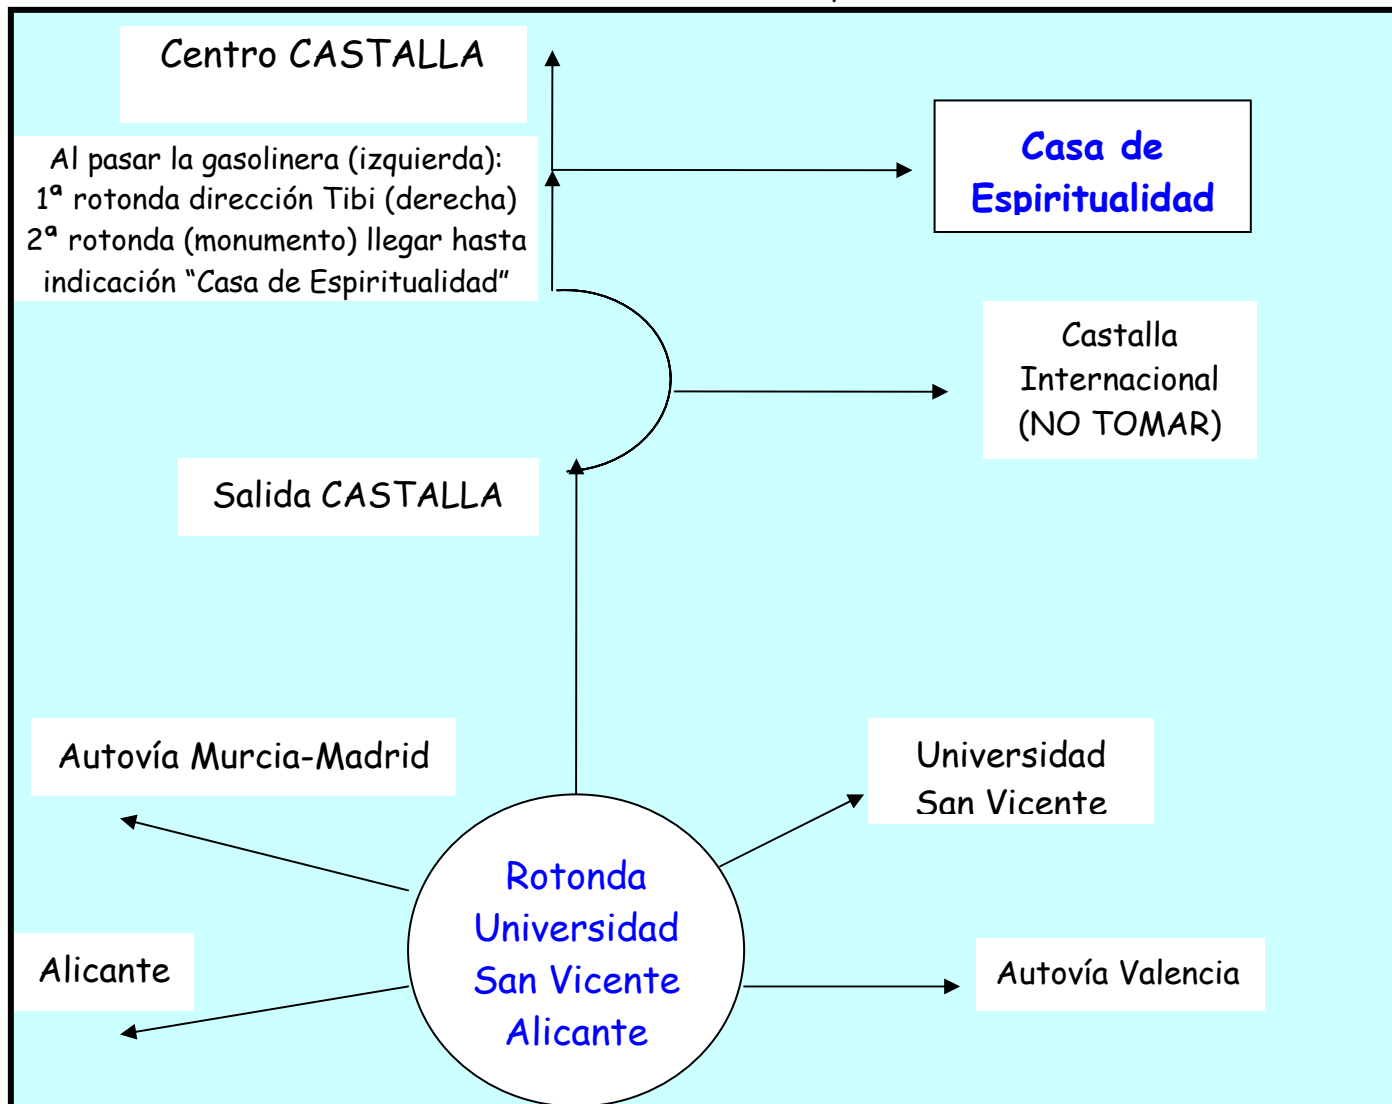 Centro CASTALLA
Al pasar la gasolinera (izquierda):
1ª rotonda dirección Tibi (derecha)
2ª rotonda (monumento) llegar hasta
indicación “Casa de Espiritualidad”
Casa de
Espiritualidad
Castalla
Internacional
(NO TOMAR)
Salida CASTALLA
Autovía Murcia-Madrid
Universidad
San Vicente
Rotonda
Universidad
San Vicente
Alicante
Alicante
Autovía Valencia